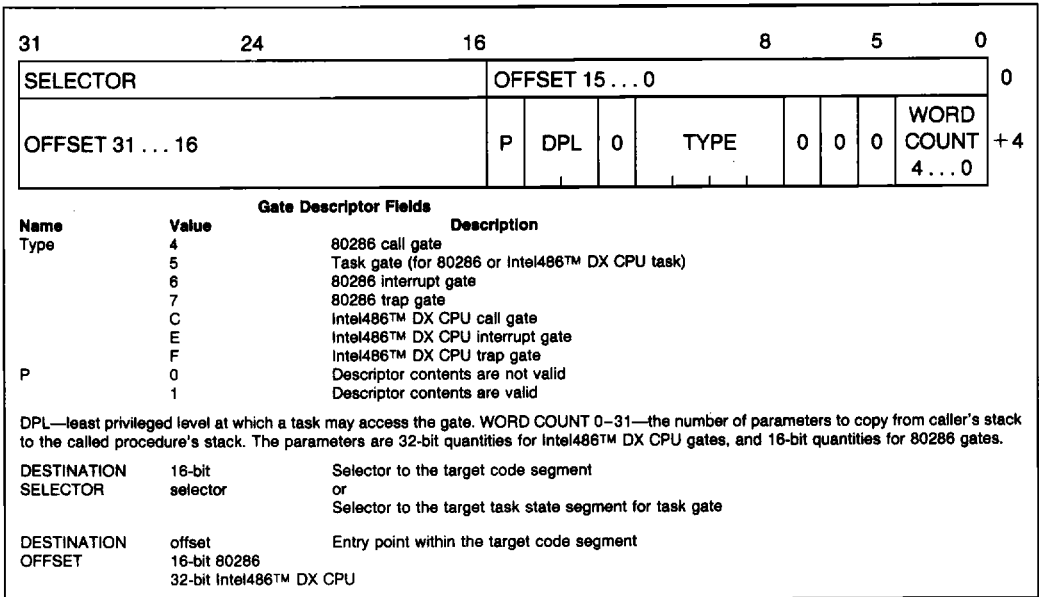 31 24 16 8 5 0
SELECTOR OFFSET 15 . . . 0 0
OFFSET 31 . . . 16 P DPL 0 TYPE 0 0 0 WORD COUNT 4 . . . 0 +4
Gate Descriptor Fields
Name Value Description
Type 4 80286 call gate
5 Task gate (for 80286 or Intel486™ DX CPU task)
6 80286 interrupt gate
7 80286 trap gate
C Intel486™ DX CPU call gate
E Intel486™ DX CPU interrupt gate
F Intel486™ DX CPU trap gate
P 0 Descriptor contents are not valid
1 Descriptor contents are valid
DPL—least privileged level at which a task may access the gate. WORD COUNT 0–31—the number of parameters to copy from caller's stack
to the called procedure's stack. The parameters are 32-bit quantities for Intel486™ DX CPU gates, and 16-bit quantities for 80286 gates.
DESTINATION 16-bit Selector to the target code segment
SELECTOR selector or
Selector to the target task state segment for task gate
DESTINATION offset Entry point within the target code segment
OFFSET 16-bit 80286
32-bit Intel486™ DX CPU